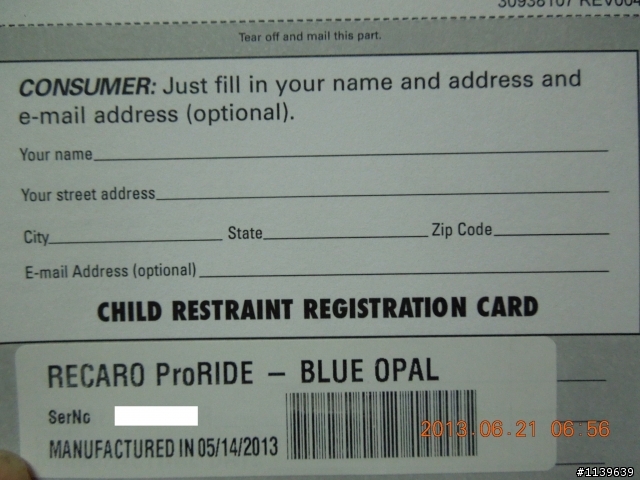 30938107 REV004
Tear off and mail this part.
CONSUMER: Just fill in your name and address and
e-mail address (optional).
Your name
Your street address
City State Zip Code
E-mail Address (optional)
CHILD RESTRAINT REGISTRATION CARD
RECARO ProRIDE – BLUE OPAL
SerNo
MANUFACTURED IN 05/14/2013
2013.06.21 06:56
#1139639